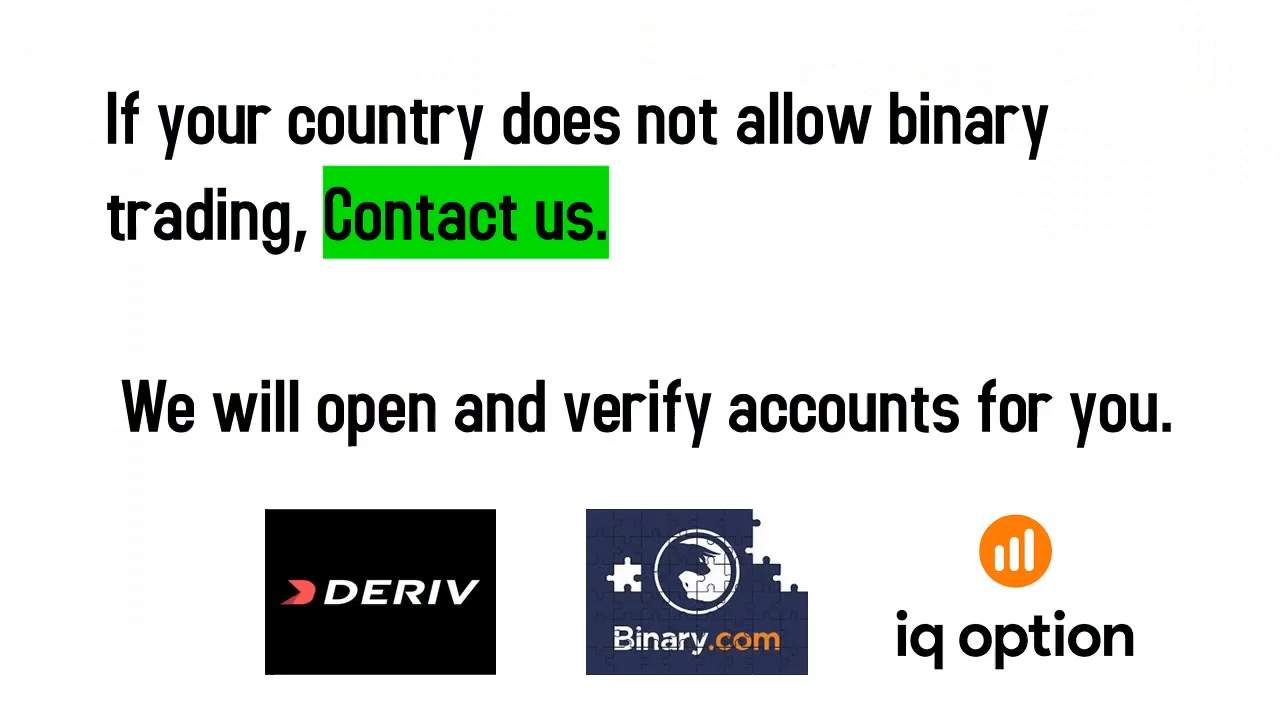 If your country does not allow binary
trading, Contact us.
We will open and verify accounts for you.
DERIV
Binary.com
iq option